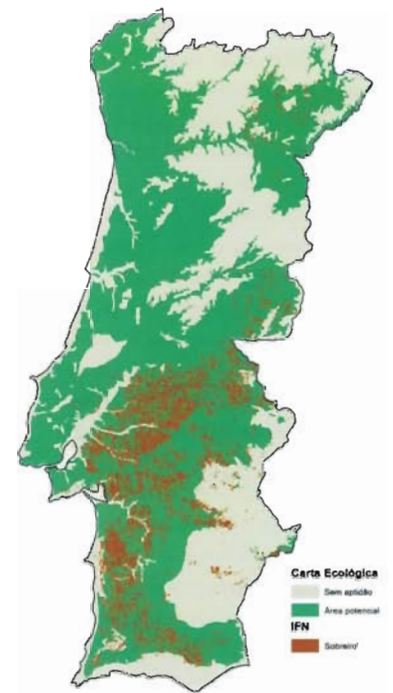 Carta Ecológica
Sem aptidão
Área potencial
IFN
Sobreiro